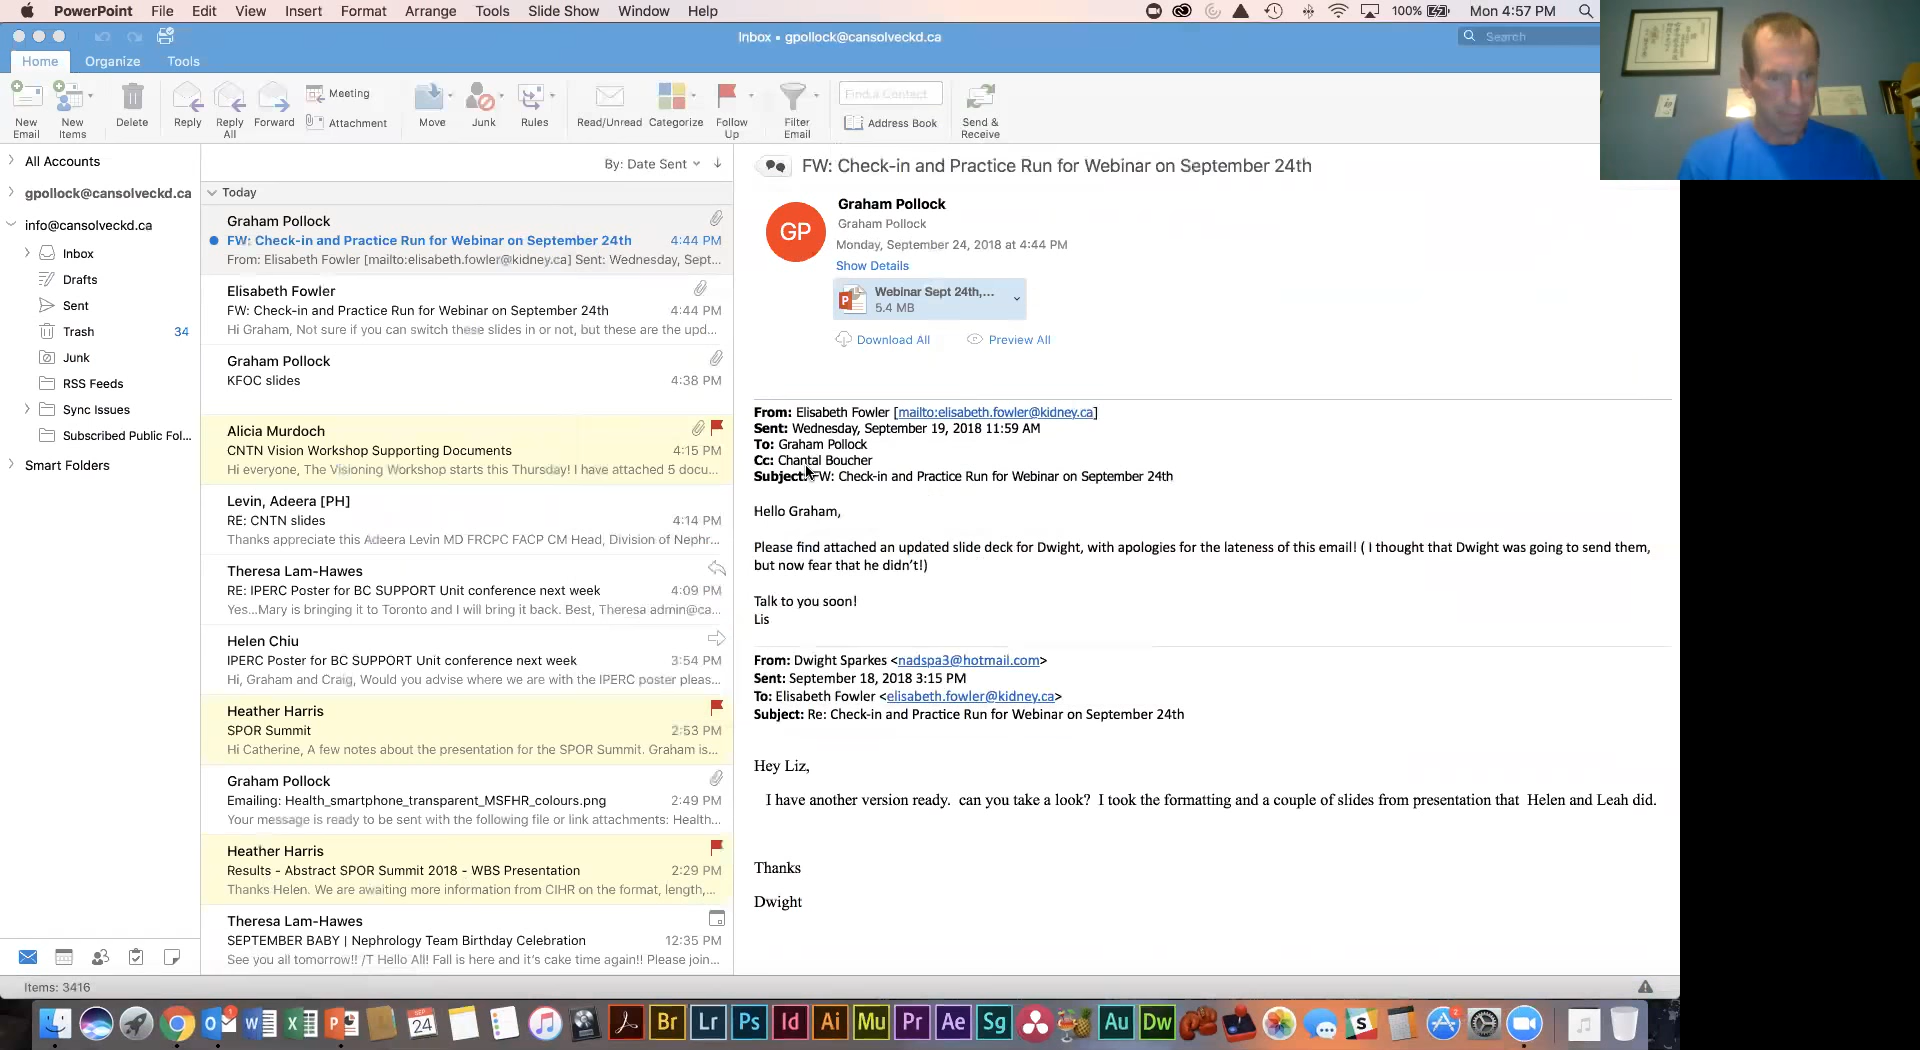 PowerPoint File Edit View Insert Format Arrange Tools Slide Show Window Help 100% Mon 4:57 PM
Inbox • gpollock@cansolveckd.ca Search
Home Organize Tools
New Email New Items Delete Reply Reply All Forward Meeting Attachment Move Junk Rules Read/Unread Categorize Follow Up Filter Email Find a Contact Address Book Send & Receive
All Accounts
gpollock@cansolveckd.ca
info@cansolveckd.ca
Inbox
Drafts
Sent
Trash 34
Junk
RSS Feeds
Sync Issues
Subscribed Public Fol...
Smart Folders
By: Date Sent
Today
Graham Pollock
FW: Check-in and Practice Run for Webinar on September 24th 4:44 PM
From: Elisabeth Fowler [mailto:elisabeth.fowler@kidney.ca] Sent: Wednesday, Sept...
Elisabeth Fowler
FW: Check-in and Practice Run for Webinar on September 24th 4:44 PM
Hi Graham, Not sure if you can switch these slides in or not, but these are the upd...
Graham Pollock
KFOC slides 4:38 PM
Alicia Murdoch
CNTN Vision Workshop Supporting Documents 4:15 PM
Hi everyone, The Visioning Workshop starts this Thursday! I have attached 5 docu...
Levin, Adeera [PH]
RE: CNTN slides 4:14 PM
Thanks appreciate this Adeera Levin MD FRCPC FACP CM Head, Division of Nephr...
Theresa Lam-Hawes
RE: IPERC Poster for BC SUPPORT Unit conference next week 4:09 PM
Yes...Mary is bringing it to Toronto and I will bring it back. Best, Theresa admin@ca...
Helen Chiu
IPERC Poster for BC SUPPORT Unit conference next week 3:54 PM
Hi, Graham and Craig, Would you advise where we are with the IPERC poster pleas...
Heather Harris
SPOR Summit 2:53 PM
Hi Catherine, A few notes about the presentation for the SPOR Summit. Graham is...
Graham Pollock
Emailing: Health_smartphone_transparent_MSFHR_colours.png 2:49 PM
Your message is ready to be sent with the following file or link attachments: Health...
Heather Harris
Results - Abstract SPOR Summit 2018 - WBS Presentation 2:29 PM
Thanks Helen. We are awaiting more information from CIHR on the format, length,...
Theresa Lam-Hawes
SEPTEMBER BABY | Nephrology Team Birthday Celebration 12:35 PM
See you all tomorrow!! /T Hello All! Fall is here and it's cake time again!! Please join...
FW: Check-in and Practice Run for Webinar on September 24th
GP
Graham Pollock
Graham Pollock
Monday, September 24, 2018 at 4:44 PM
Show Details
Webinar Sept 24th,...
5.4 MB
Download All Preview All
From: Elisabeth Fowler [mailto:elisabeth.fowler@kidney.ca]
Sent: Wednesday, September 19, 2018 11:59 AM
To: Graham Pollock
Cc: Chantal Boucher
Subject: FW: Check-in and Practice Run for Webinar on September 24th
Hello Graham,
Please find attached an updated slide deck for Dwight, with apologies for the lateness of this email! ( I thought that Dwight was going to send them,
but now fear that he didn't!)
Talk to you soon!
Lis
From: Dwight Sparkes <nadspa3@hotmail.com>
Sent: September 18, 2018 3:15 PM
To: Elisabeth Fowler <elisabeth.fowler@kidney.ca>
Subject: Re: Check-in and Practice Run for Webinar on September 24th
Hey Liz,
I have another version ready. can you take a look? I took the formatting and a couple of slides from presentation that Helen and Leah did.
Thanks
Dwight
Items: 3416
SEP 24 Br Lr Ps Id Ai Mu Pr Ae Sg Au Dw